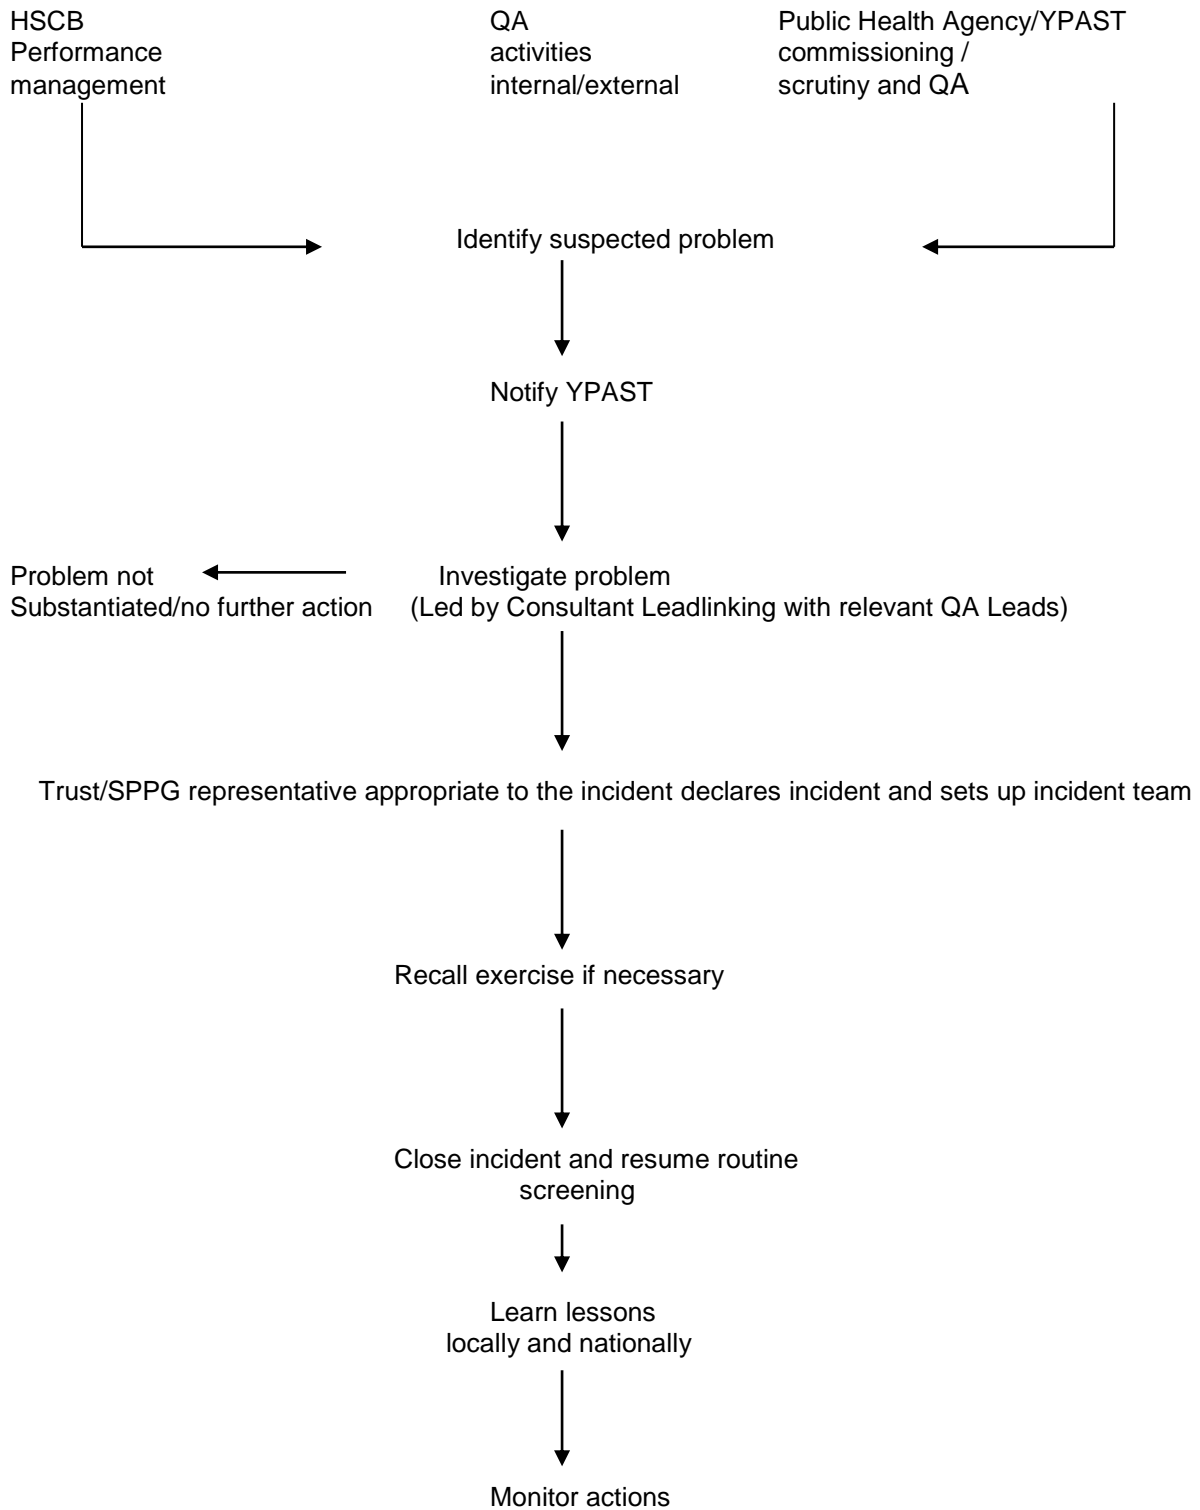 HSCB
Performance
management
QA
activities
internal/external
Public Health Agency/YPAST
commissioning /
scrutiny and QA
Identify suspected problem
Notify YPAST
Problem not
Substantiated/no further action
Investigate problem
(Led by Consultant Leadlinking with relevant QA Leads)
Trust/SPPG representative appropriate to the incident declares incident and sets up incident team
Recall exercise if necessary
Close incident and resume routine
screening
Learn lessons
locally and nationally
Monitor actions